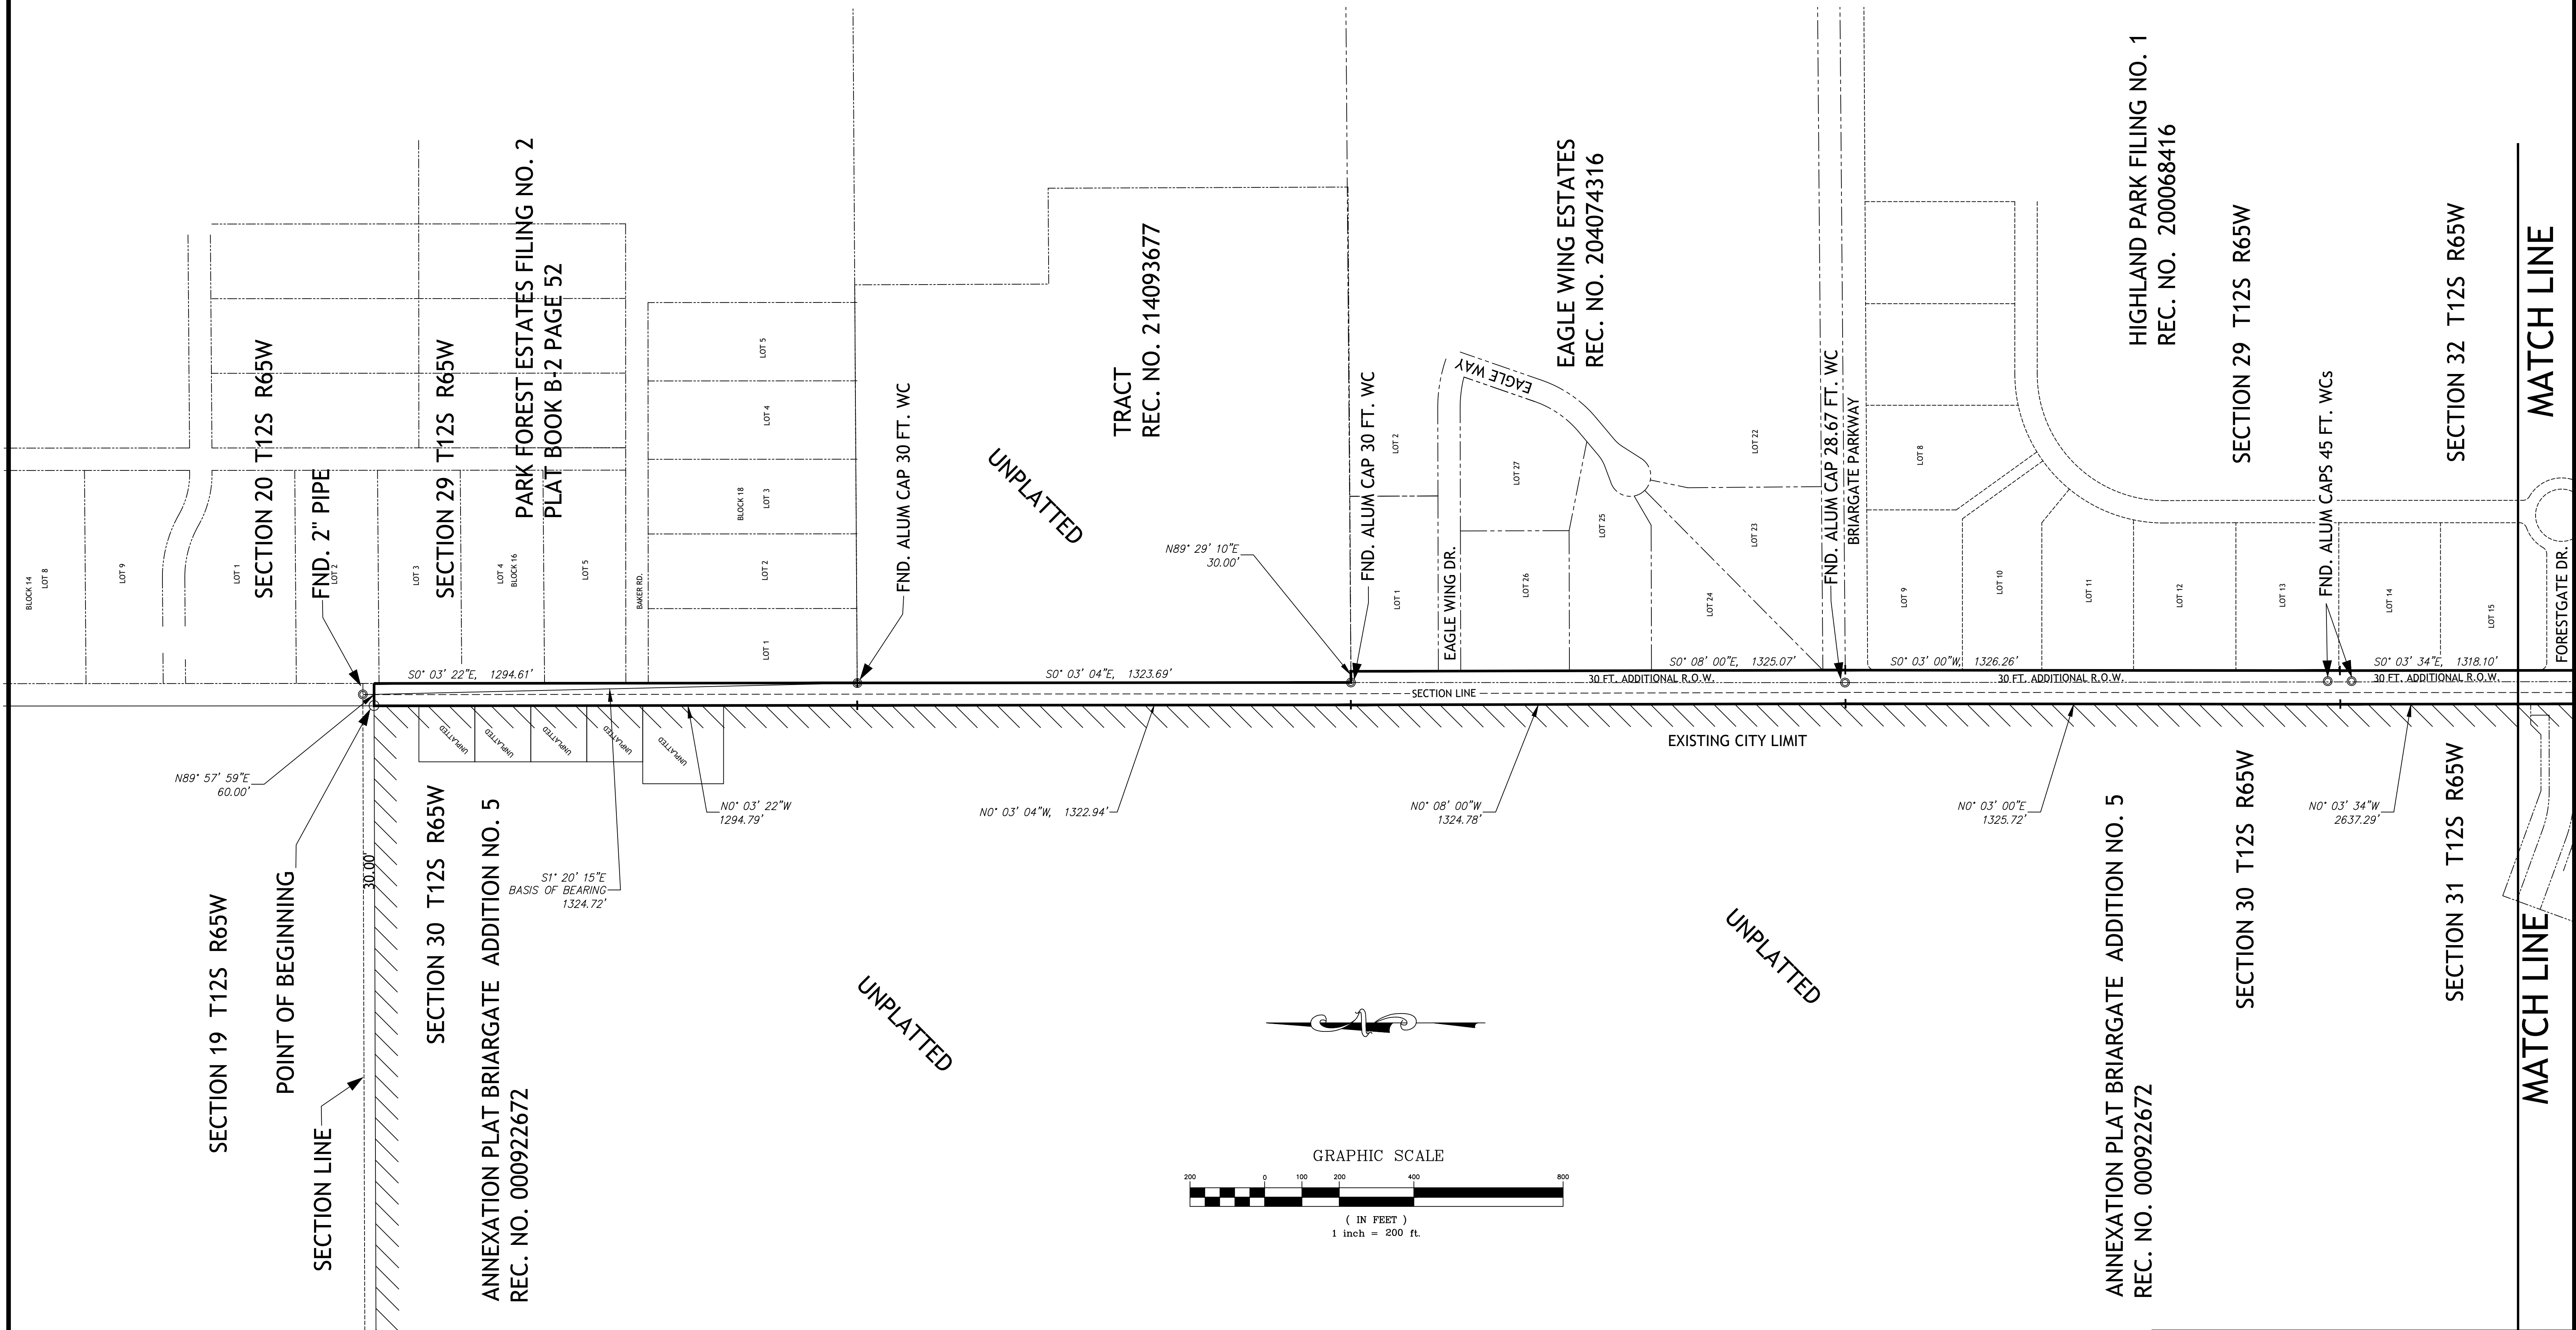 SECTION 20 T12S R65W
FND. 2" PIPE
SECTION 29 T12S R65W
PARK FOREST ESTATES FILING NO. 2
PLAT BOOK B-2 PAGE 52
BLOCK 14
LOT 8
LOT 9
LOT 1
LOT 2
LOT 3
LOT 4
BLOCK 16
LOT 5
BAKER RD.
BLOCK 18
LOT 5
LOT 4
LOT 3
LOT 2
LOT 1
FND. ALUM CAP 30 FT. WC
UNPLATTED
TRACT
REC. NO. 214093677
N89° 29' 10"E
30.00'
FND. ALUM CAP 30 FT. WC
LOT 2
LOT 1
EAGLE WING DR.
EAGLE WAY
EAGLE WING ESTATES
REC. NO. 204074316
LOT 27
LOT 26
LOT 25
LOT 22
LOT 23
LOT 24
FND. ALUM CAP 28.67 FT. WC
BRIARGATE PARKWAY
LOT 8
LOT 9
LOT 10
LOT 11
LOT 12
LOT 13
LOT 14
LOT 15
HIGHLAND PARK FILING NO. 1
REC. NO. 200068416
SECTION 29 T12S R65W
FND. ALUM CAPS 45 FT. WCs
SECTION 32 T12S R65W
MATCH LINE
FORESTGATE DR.
S0° 03' 22"E, 1294.61'
S0° 03' 04"E, 1323.69'
S0° 08' 00"E, 1325.07'
S0° 03' 00"W, 1326.26'
S0° 03' 34"E, 1318.10'
30 FT. ADDITIONAL R.O.W.
30 FT. ADDITIONAL R.O.W.
30 FT. ADDITIONAL R.O.W.
SECTION LINE
EXISTING CITY LIMIT
UNPLATTED
UNPLATTED
UNPLATTED
UNPLATTED
UNPLATTED
N89° 57' 59"E
60.00'
N0° 03' 22"W
1294.79'
N0° 03' 04"W, 1322.94'
N0° 08' 00"W
1324.78'
N0° 03' 00"E
1325.72'
N0° 03' 34"W
2637.29'
S1° 20' 15"E
BASIS OF BEARING
1324.72'
30.00'
SECTION 19 T12S R65W
POINT OF BEGINNING
SECTION LINE
SECTION 30 T12S R65W
ANNEXATION PLAT BRIARGATE ADDITION NO. 5
REC. NO. 000922672
UNPLATTED
UNPLATTED
ANNEXATION PLAT BRIARGATE ADDITION NO. 5
REC. NO. 000922672
SECTION 30 T12S R65W
SECTION 31 T12S R65W
MATCH LINE
N
GRAPHIC SCALE
200 0 100 200 400 800
( IN FEET )
1 inch = 200 ft.